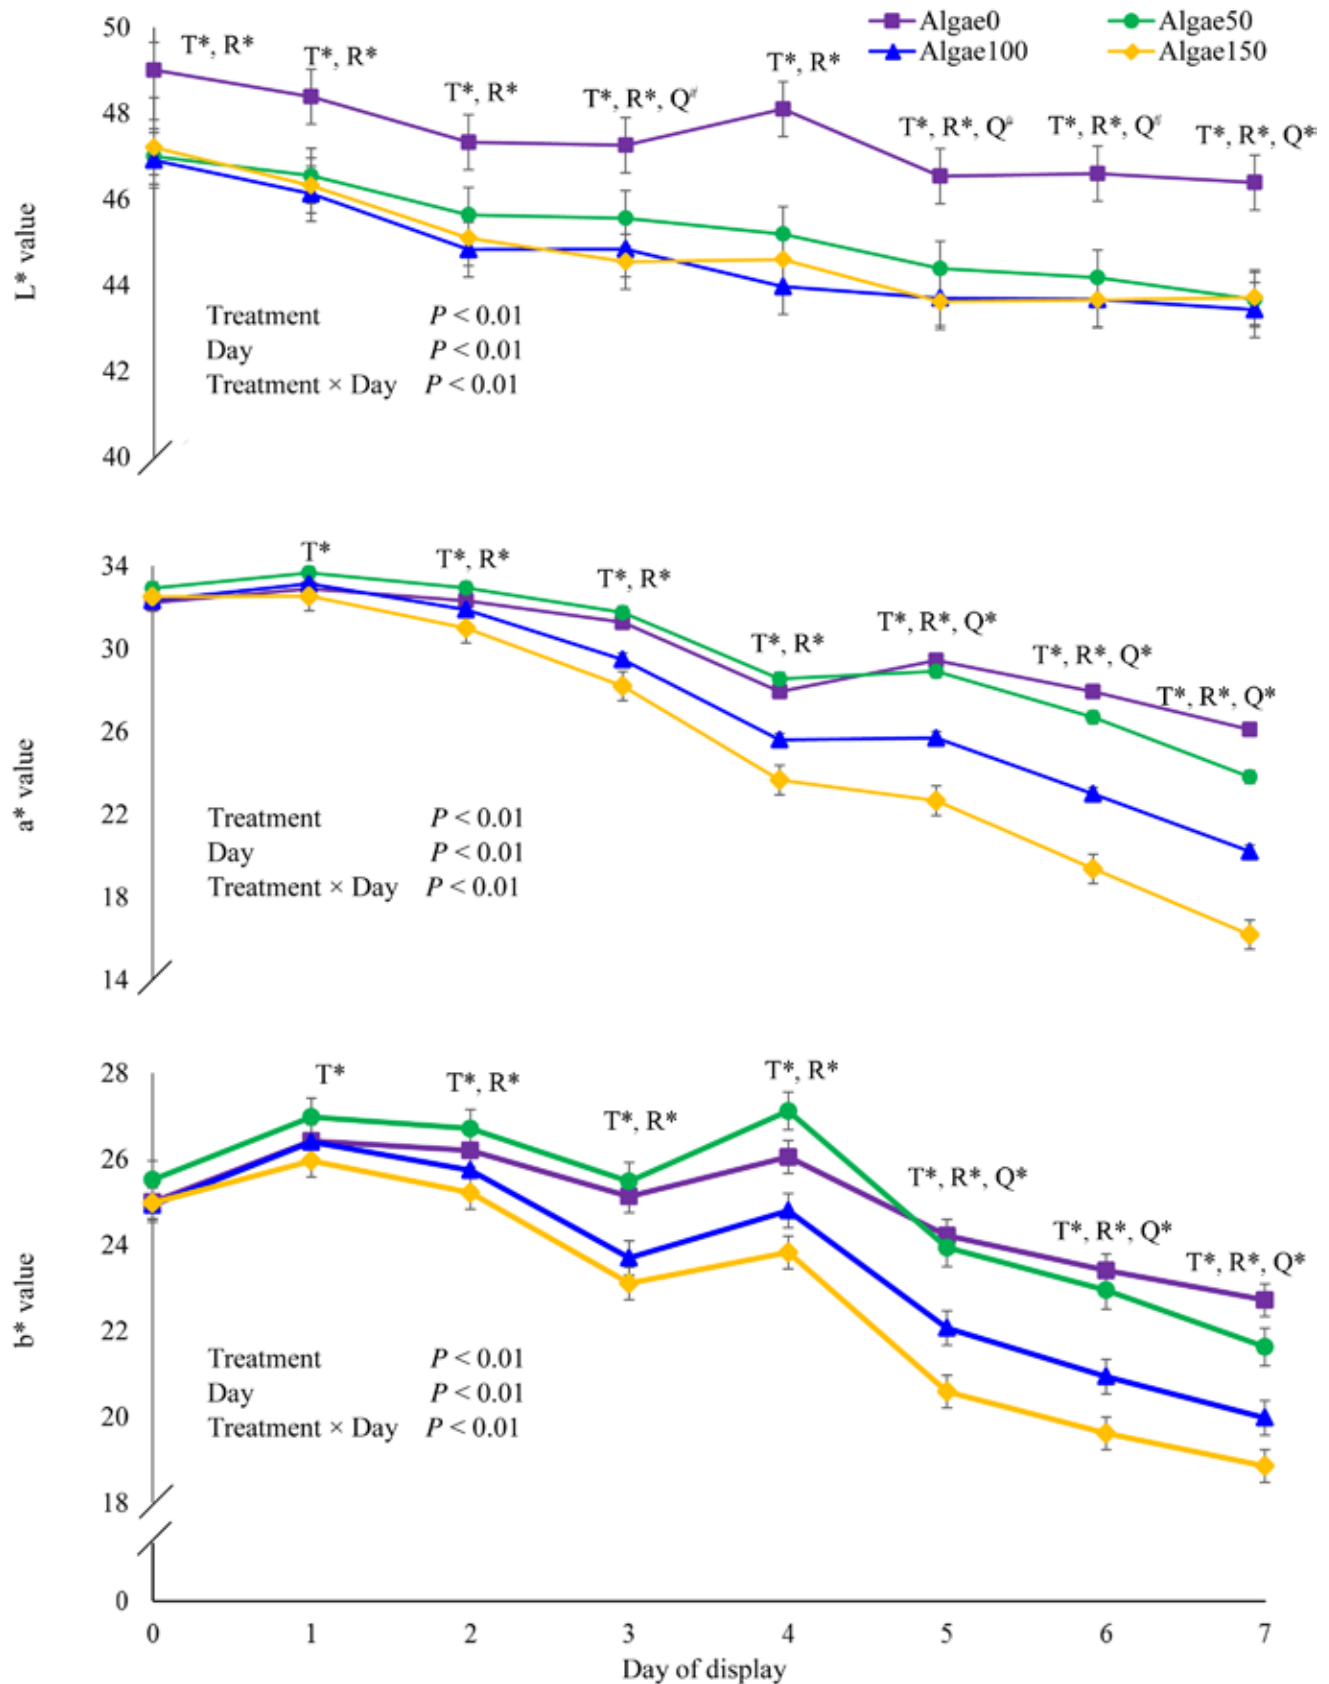 Algae0 Algae50
Algae100 Algae150
50
48
46
44
42
40
L* value
T*, R*
T*, R*
T*, R*
T*, R*, Q#
T*, R*
T*, R*, Q#
T*, R*, Q#
T*, R*, Q*
Treatment P < 0.01
Day P < 0.01
Treatment × Day P < 0.01
34
30
26
22
18
14
a* value
T*
T*, R*
T*, R*
T*, R*
T*, R*, Q*
T*, R*, Q*
T*, R*, Q*
Treatment P < 0.01
Day P < 0.01
Treatment × Day P < 0.01
28
26
24
22
20
18
0
b* value
T*
T*, R*
T*, R*
T*, R*
T*, R*, Q*
T*, R*, Q*
T*, R*, Q*
Treatment P < 0.01
Day P < 0.01
Treatment × Day P < 0.01
0 1 2 3 4 5 6 7
Day of display